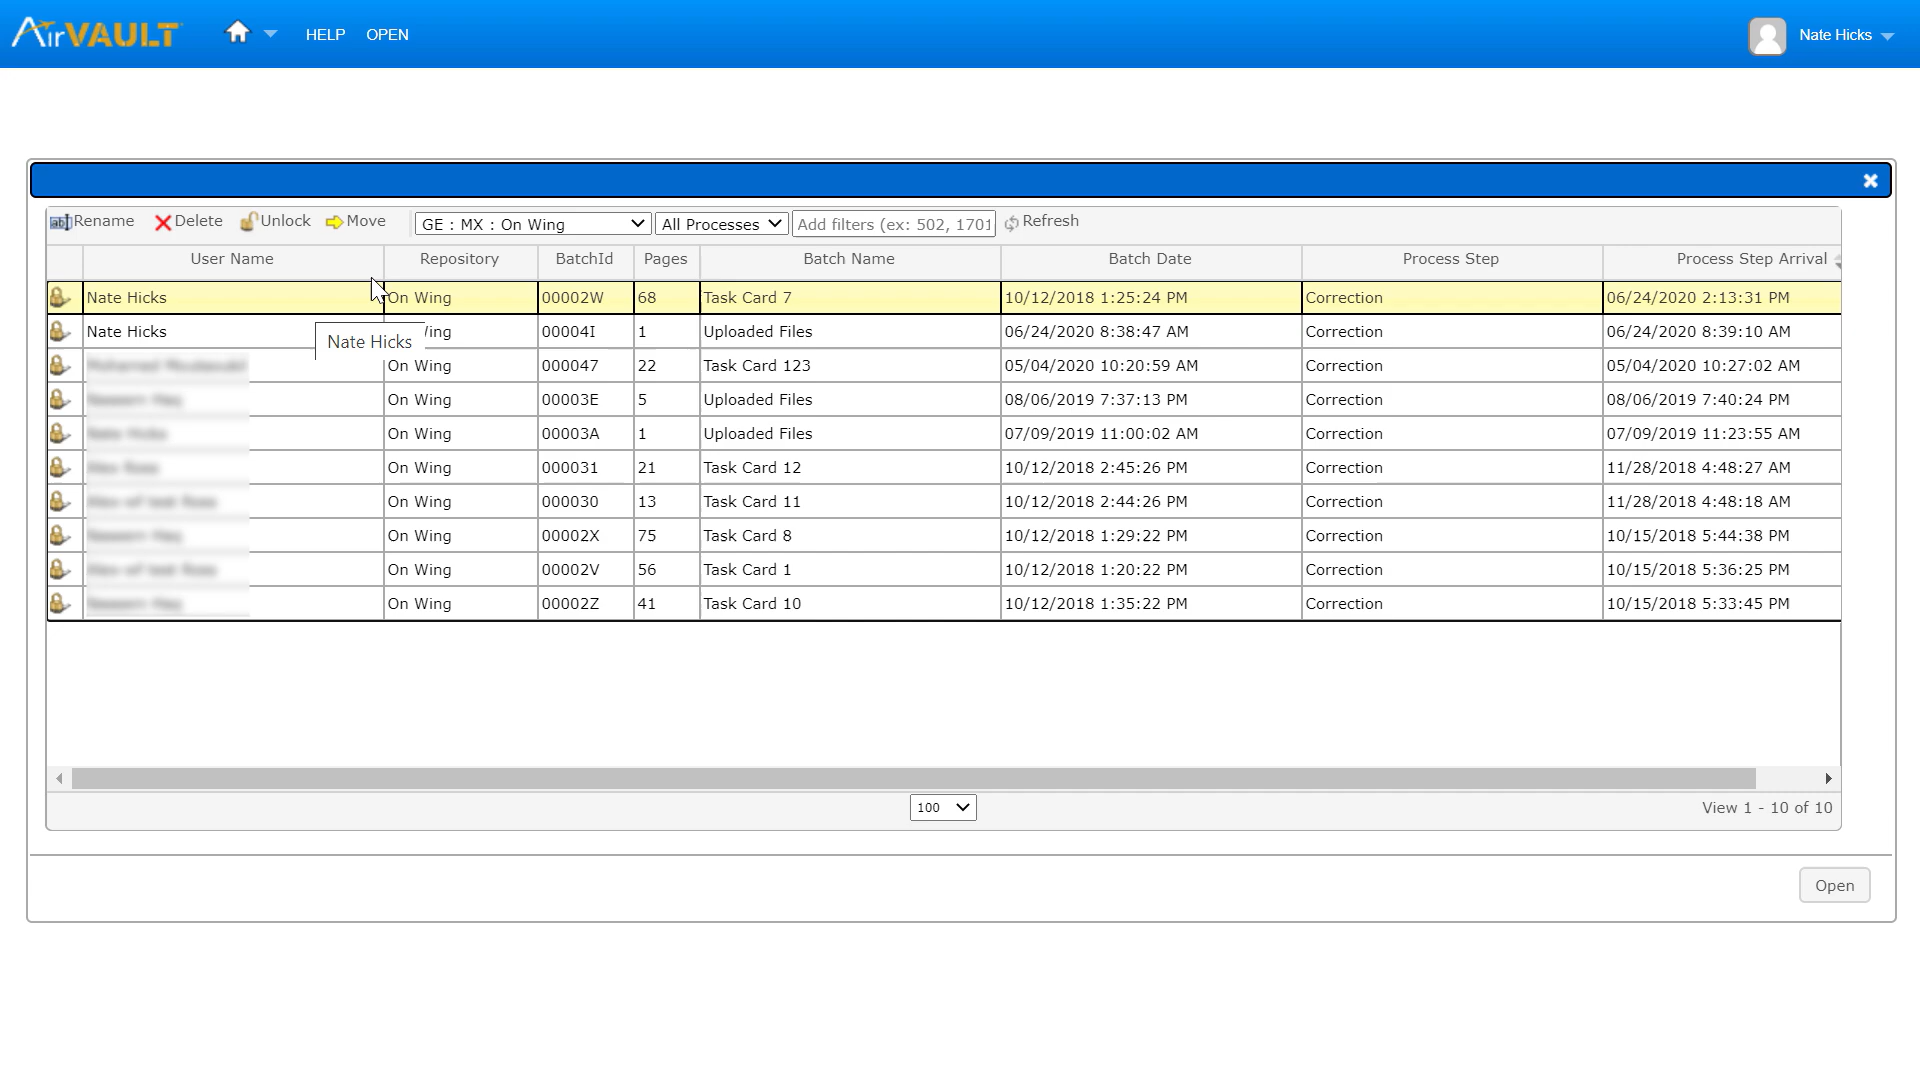 AirVAULT HELP OPEN Nate Hicks
Rename Delete Unlock Move GE : MX : On Wing All Processes Add filters (ex: 502, 1701 Refresh
User Name Repository BatchId Pages Batch Name Batch Date Process Step Process Step Arrival
Nate Hicks On Wing 00002W 68 Task Card 7 10/12/2018 1:25:24 PM Correction 06/24/2020 2:13:31 PM
Nate Hicks ing 00004I 1 Uploaded Files 06/24/2020 8:38:47 AM Correction 06/24/2020 8:39:10 AM
Nate Hicks
On Wing 000047 22 Task Card 123 05/04/2020 10:20:59 AM Correction 05/04/2020 10:27:02 AM
On Wing 00003E 5 Uploaded Files 08/06/2019 7:37:13 PM Correction 08/06/2019 7:40:24 PM
On Wing 00003A 1 Uploaded Files 07/09/2019 11:00:02 AM Correction 07/09/2019 11:23:55 AM
On Wing 000031 21 Task Card 12 10/12/2018 2:45:26 PM Correction 11/28/2018 4:48:27 AM
On Wing 000030 13 Task Card 11 10/12/2018 2:44:26 PM Correction 11/28/2018 4:48:18 AM
On Wing 00002X 75 Task Card 8 10/12/2018 1:29:22 PM Correction 10/15/2018 5:44:38 PM
On Wing 00002V 56 Task Card 1 10/12/2018 1:20:22 PM Correction 10/15/2018 5:36:25 PM
On Wing 00002Z 41 Task Card 10 10/12/2018 1:35:22 PM Correction 10/15/2018 5:33:45 PM
100 View 1 - 10 of 10
Open